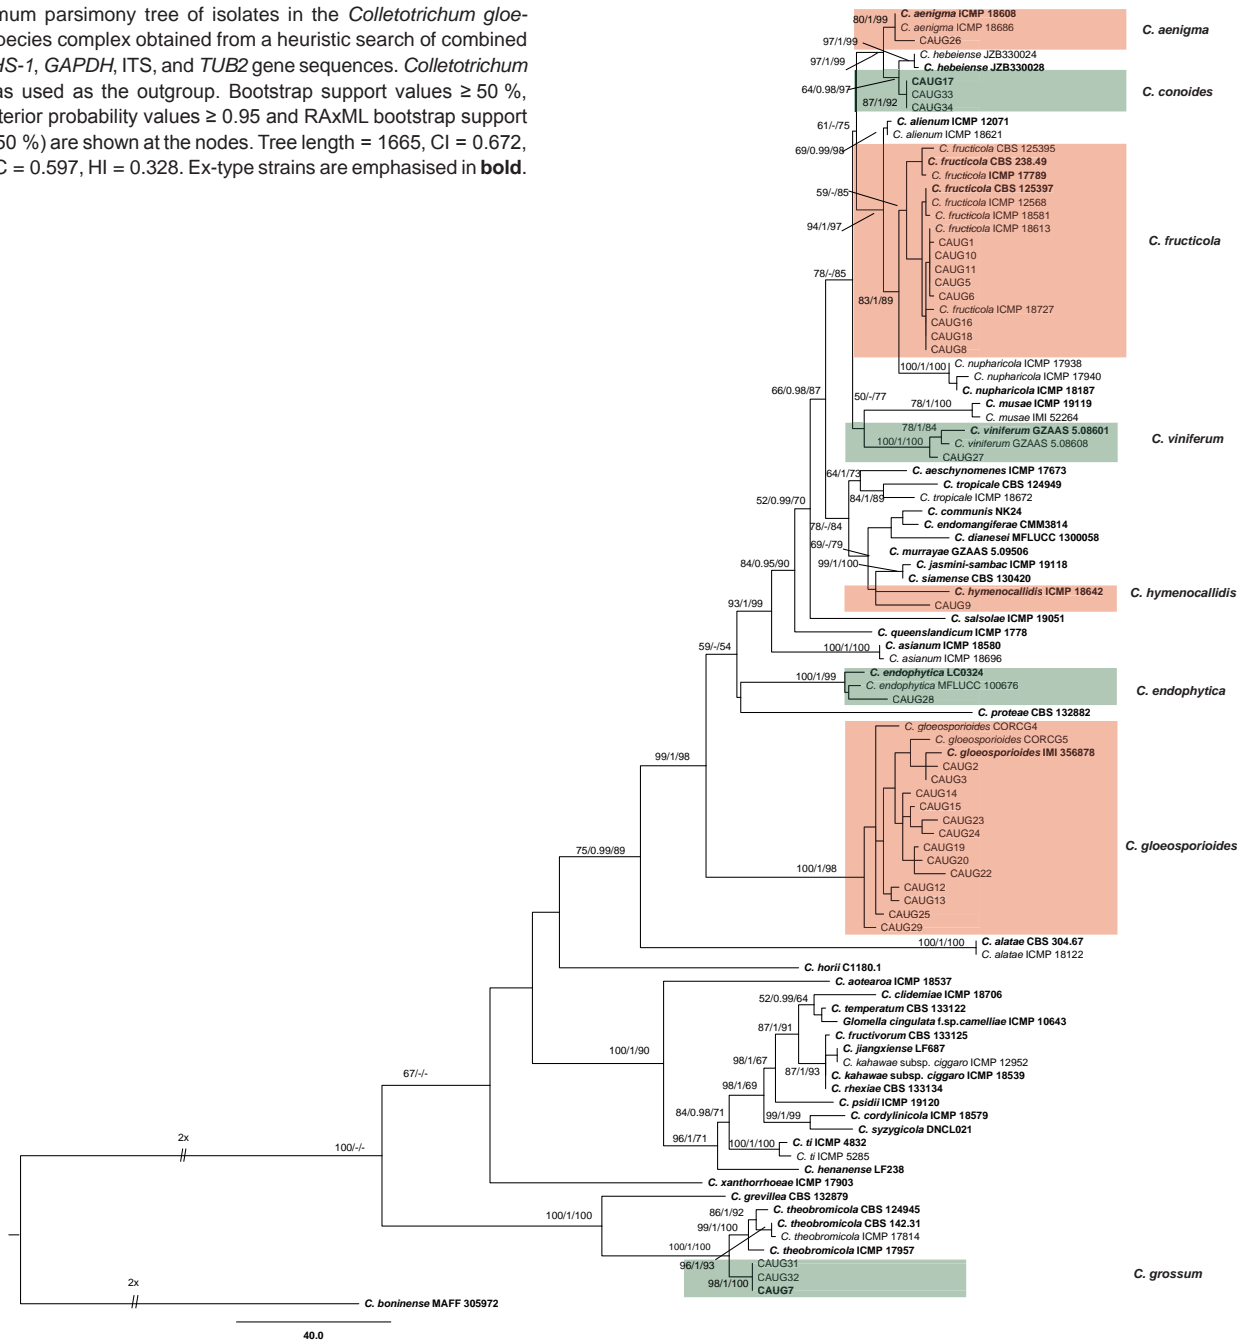 mum parsimony tree of isolates in the Colletotrichum gloe-
pecies complex obtained from a heuristic search of combined
HS-1, GAPDH, ITS, and TUB2 gene sequences. Colletotrichum
as used as the outgroup. Bootstrap support values ≥ 50 %,
terior probability values ≥ 0.95 and RAxML bootstrap support
50 %) are shown at the nodes. Tree length = 1665, CI = 0.672,
C = 0.597, HI = 0.328. Ex-type strains are emphasised in bold.
C. aenigma ICMP 18608
80/1/99
C. aenigma ICMP 18686
C. aenigma
CAUG26
97/1/99
C. hebeiense JZB330024
97/1/99
C. hebeiense JZB330028
CAUG17
64/0.98/97
CAUG33
C. conoides
87/1/92
CAUG34
C. alienum ICMP 12071
61/-/75
C. alienum ICMP 18621
69/0.99/98
C. fructicola CBS 125395
C. fructicola CBS 238.49
C. fructicola ICMP 17789
C. fructicola CBS 125397
59/-/85
C. fructicola ICMP 12568
C. fructicola ICMP 18581
94/1/97
C. fructicola ICMP 18613
CAUG1
C. fructicola
CAUG10
CAUG11
78/-/85
CAUG5
CAUG6
83/1/89
C. fructicola ICMP 18727
CAUG16
CAUG18
CAUG8
C. nupharicola ICMP 17938
100/1/100
C. nupharicola ICMP 17940
C. nupharicola ICMP 18187
66/0.98/87
50/-/77
C. musae ICMP 19119
78/1/100
C. musae IMI 52264
78/1/84
C. viniferum GZAAS 5.08601
C. viniferum
100/1/100
C. viniferum GZAAS 5.08608
CAUG27
C. aeschynomenes ICMP 17673
64/1/73
C. tropicale CBS 124949
84/1/89
C. tropicale ICMP 18672
52/0.99/70
C. communis NK24
78/-/84
C. endomangiferae CMM3814
C. dianesei MFLUCC 1300058
69/-/79
C. murrayae GZAAS 5.09506
99/1/100
C. jasmini-sambac ICMP 19118
84/0.95/90
C. siamense CBS 130420
C. hymenocallidis ICMP 18642
C. hymenocallidis
93/1/99
CAUG9
C. salsolae ICMP 19051
C. queenslandicum ICMP 1778
59/-/54
100/1/100
C. asianum ICMP 18580
C. asianum ICMP 18696
C. endophytica LC0324
100/1/99
C. endophytica MFLUCC 100676
C. endophytica
CAUG28
C. proteae CBS 132882
C. gloeosporioides CORCG4
C. gloeosporioides CORCG5
C. gloeosporioides IMI 356878
99/1/98
CAUG2
CAUG3
CAUG14
CAUG15
CAUG23
CAUG24
C. gloeosporioides
CAUG19
75/0.99/89
CAUG20
100/1/98
CAUG22
CAUG12
CAUG13
CAUG25
CAUG29
100/1/100
C. alatae CBS 304.67
C. alatae ICMP 18122
C. horii C1180.1
C. aotearoa ICMP 18537
C. clidemiae ICMP 18706
52/0.99/64
C. temperatum CBS 133122
Glomella cingulata f.sp.camelliae ICMP 10643
87/1/91
C. fructivorum CBS 133125
100/1/90
C. jiangxiense LF687
98/1/67
C. kahawae subsp. ciggaro ICMP 12952
87/1/93
67/-/-
C. kahawae subsp. ciggaro ICMP 18539
98/1/69
C. rhexiae CBS 133134
C. psidii ICMP 19120
84/0.98/71
99/1/99
C. cordylinicola ICMP 18579
C. syzygicola DNCL021
2x
96/1/71
100/1/100
C. ti ICMP 4832
100/-/-
C. ti ICMP 5285
C. henanense LF238
C. xanthorrhoeae ICMP 17903
C. grevillea CBS 132879
86/1/92
C. theobromicola CBS 124945
100/1/100
C. theobromicola CBS 142.31
99/1/100
C. theobromicola ICMP 17814
100/1/100
C. theobromicola ICMP 17957
96/1/93
CAUG31
C. grossum
CAUG32
98/1/100
2x
CAUG7
C. boninense MAFF 305972
40.0